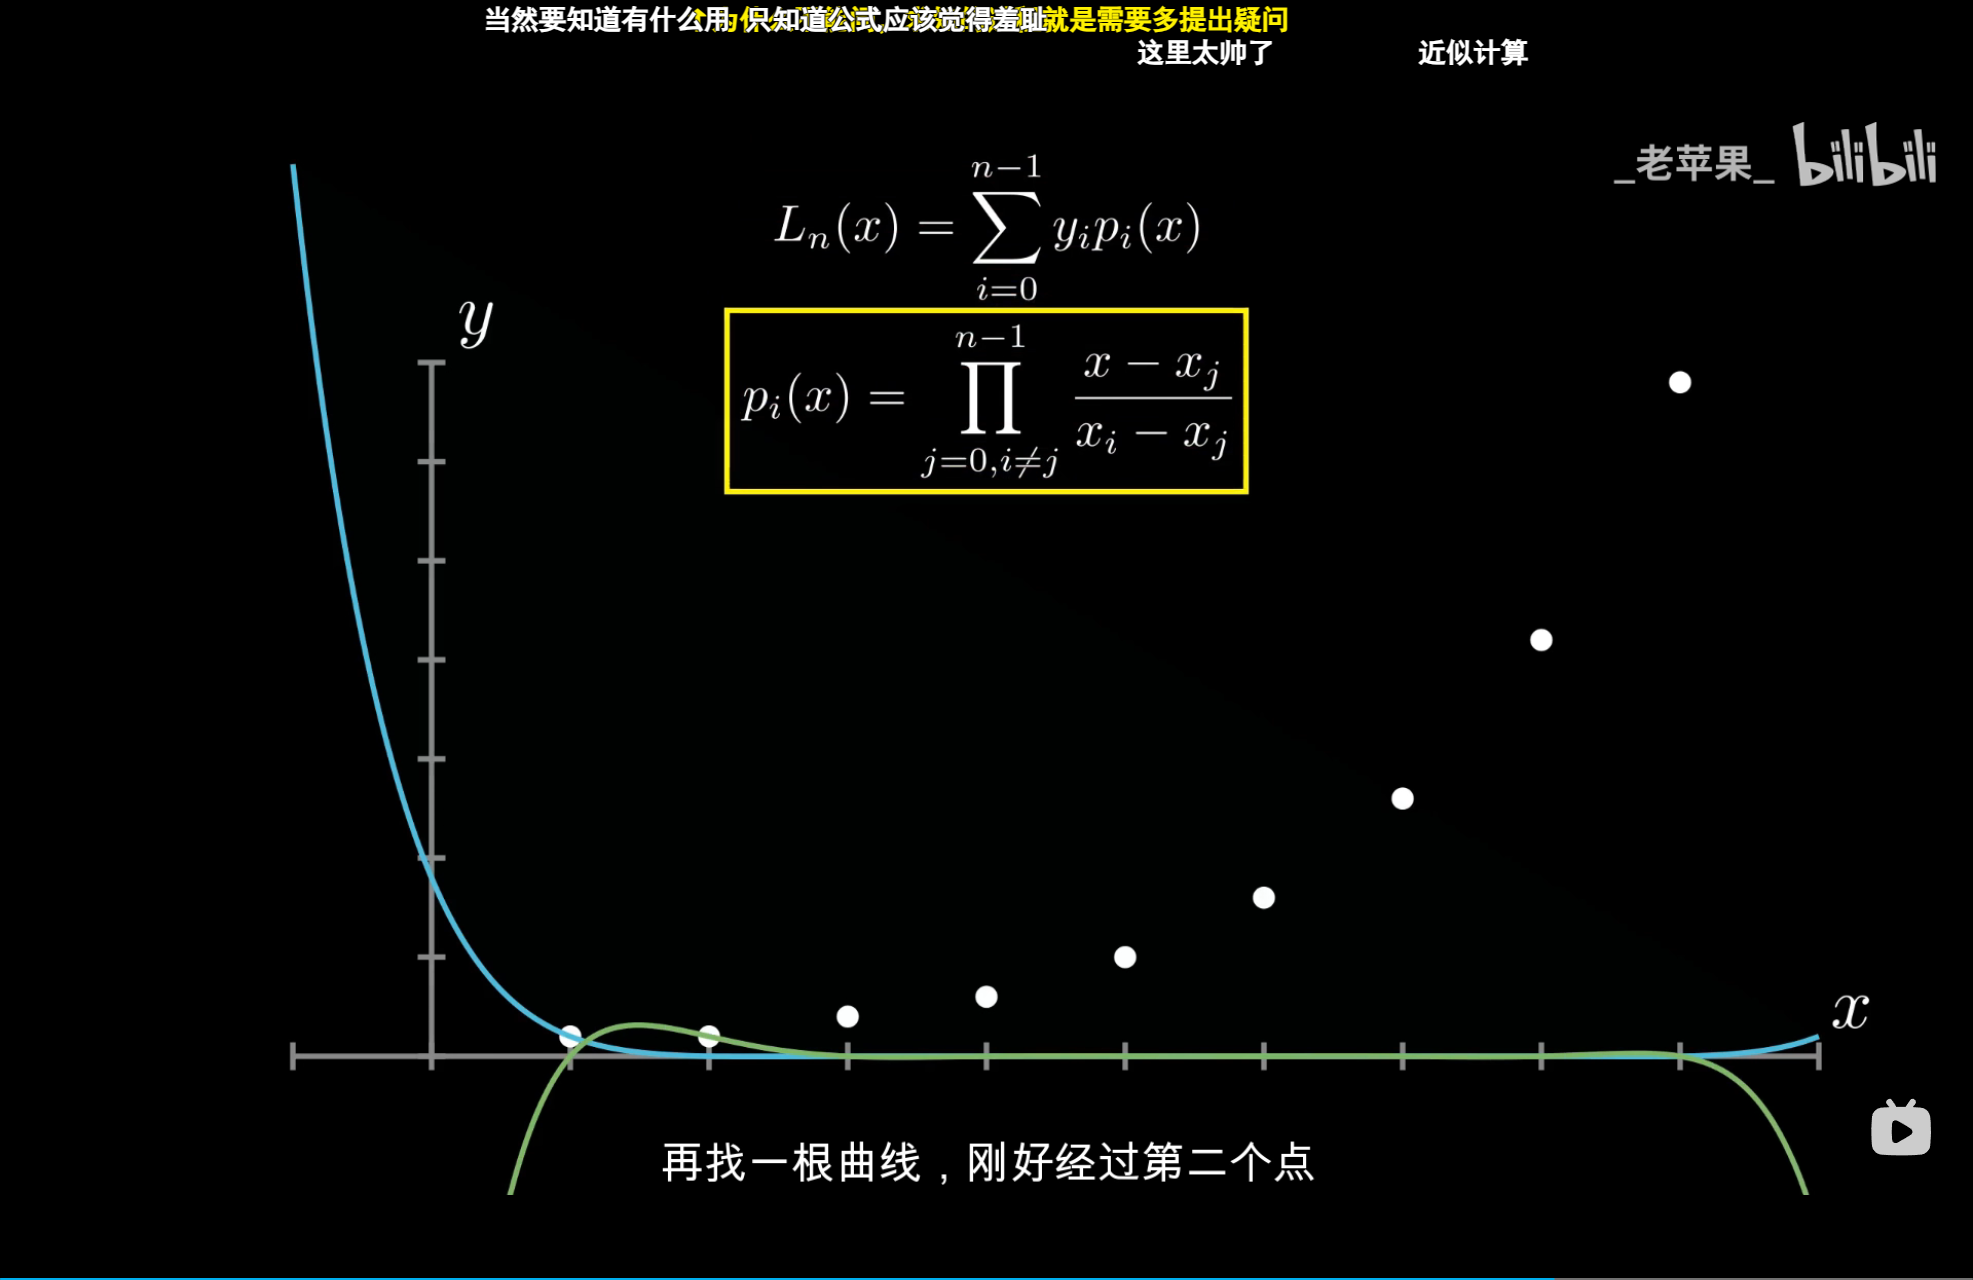 当然要知道有什么用 只知道公式应该觉得羞耻
就是需要多提出疑问
这里太帅了 近似计算
_老苹果_ bilibili
L_n(x) = \sum_{i=0}^{n-1} y_i p_i(x)
y
p_i(x) = \prod_{j=0,i≠j}^{n-1} \frac{x - x_j}{x_i - x_j}
x
再找一根曲线，刚好经过第二个点